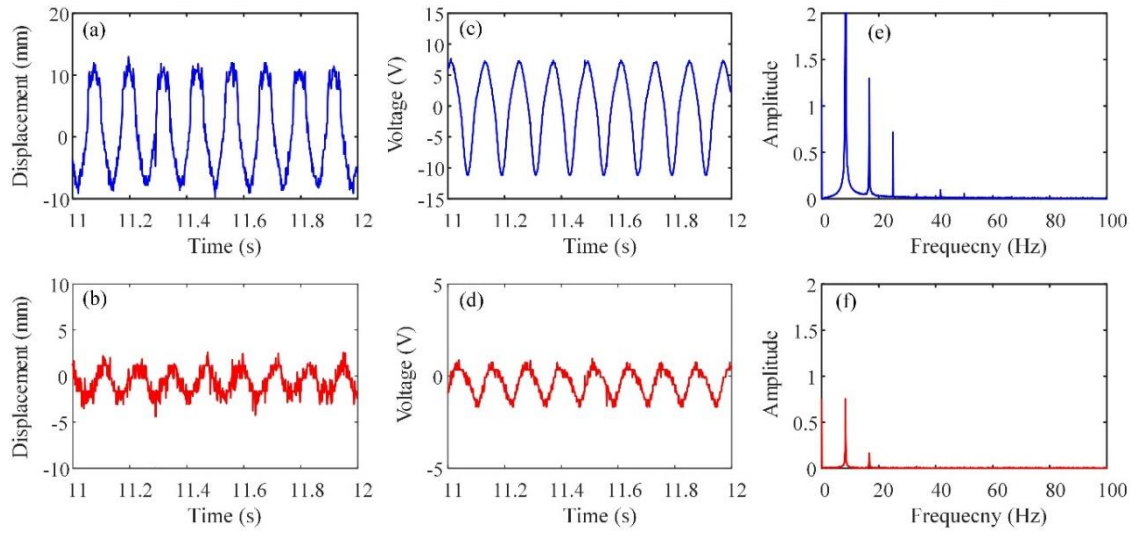 (a)
Displacement (mm)
20
10
0
-10
11 11.2 11.4 11.6 11.8 12
Time (s)
(c)
Voltage (V)
15
10
5
0
-5
-10
-15
11 11.2 11.4 11.6 11.8 12
Time (s)
(e)
Amplitude
2
1.5
1
0.5
0
0 20 40 60 80 100
Frequecny (Hz)
(b)
Displacement (mm)
10
5
0
-5
-10
11 11.2 11.4 11.6 11.8 12
Time (s)
(d)
Voltage (V)
5
0
-5
11 11.2 11.4 11.6 11.8 12
Time (s)
(f)
Amplitude
2
1.5
1
0.5
0
0 20 40 60 80 100
Frequecny (Hz)